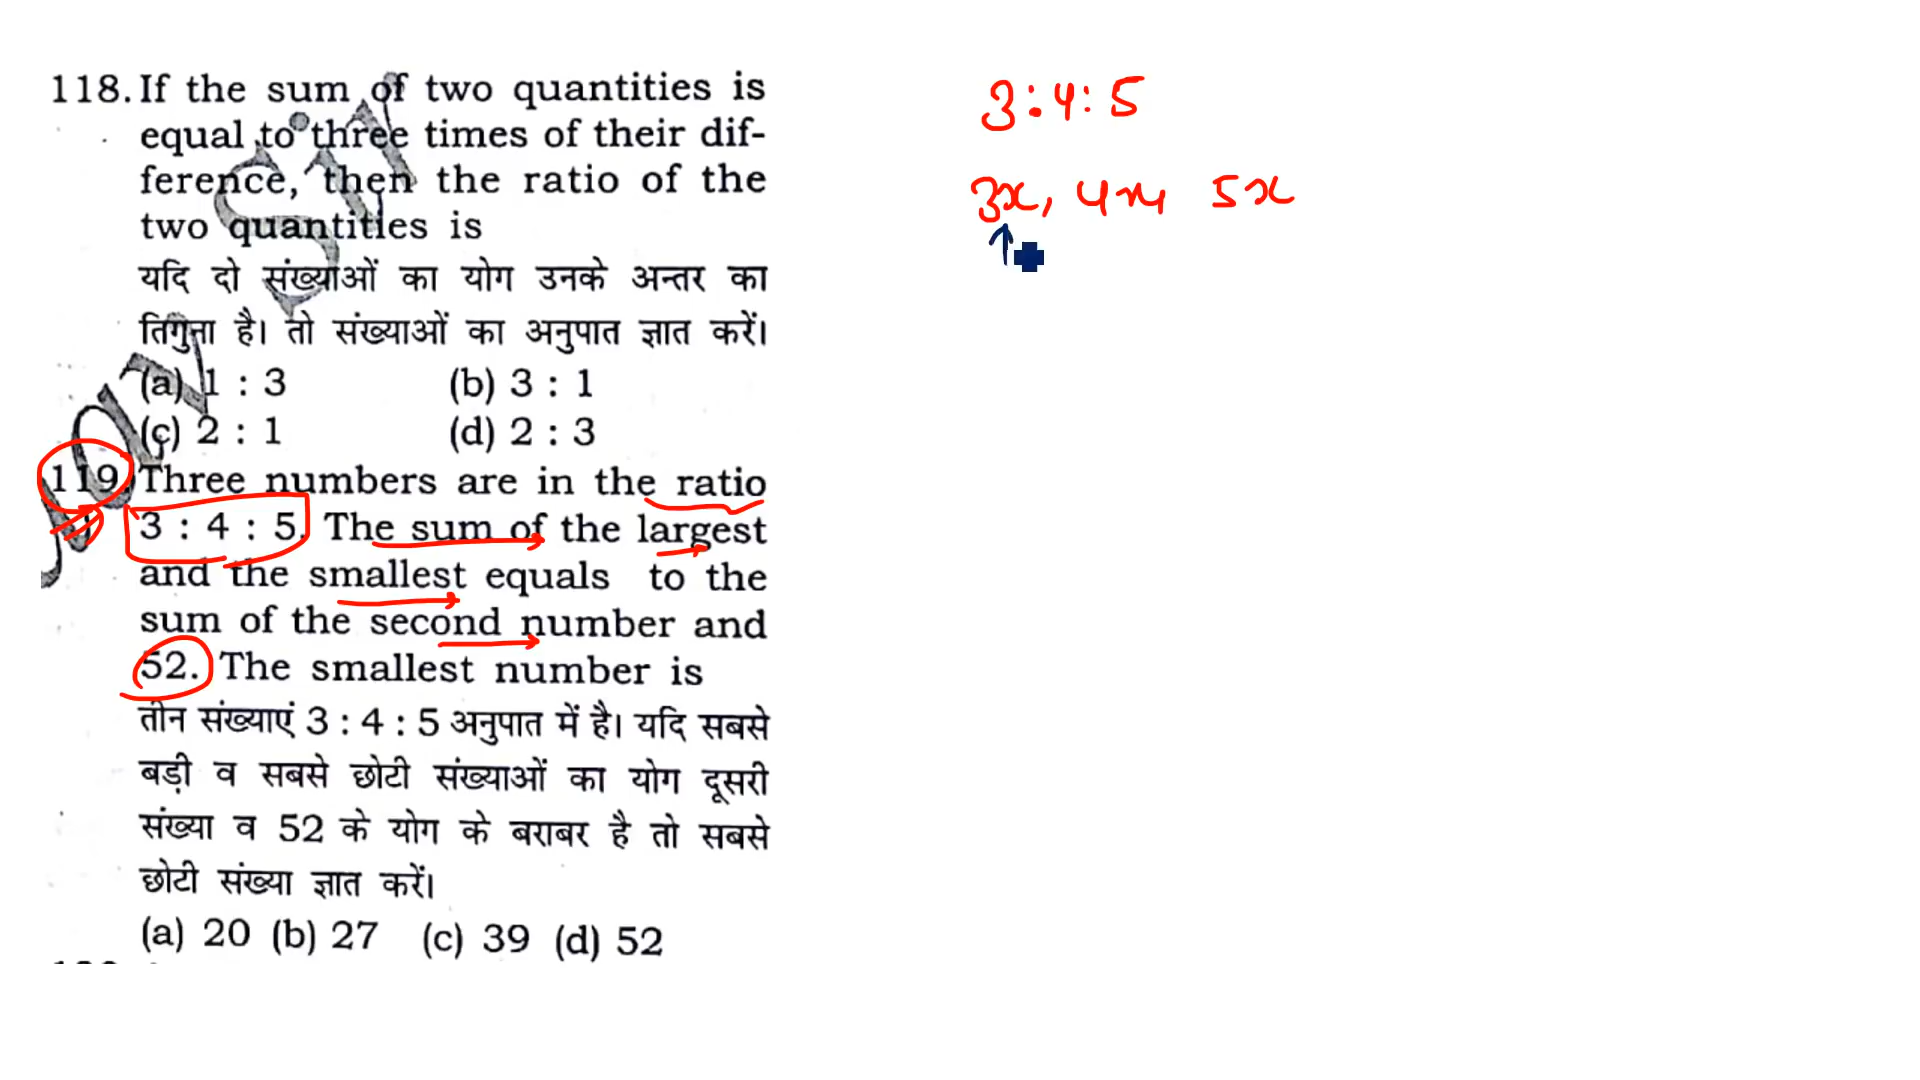 118. If the sum of two quantities is
equal to three times of their dif-
ference, then the ratio of the
two quantities is
यदि दो संख्याओं का योग उनके अन्तर का
तिगुना है। तो संख्याओं का अनुपात ज्ञात करें।
(a) 1 : 3 (b) 3 : 1
(c) 2 : 1 (d) 2 : 3
119. Three numbers are in the ratio
3 : 4 : 5. The sum of the largest
and the smallest equals to the
sum of the second number and
52. The smallest number is
तीन संख्याएं 3 : 4 : 5 अनुपात में है। यदि सबसे
बड़ी व सबसे छोटी संख्याओं का योग दूसरी
संख्या व 52 के योग के बराबर है तो सबसे
छोटी संख्या ज्ञात करें।
(a) 20 (b) 27 (c) 39 (d) 52
3:4:5
3x, 4x, 5x